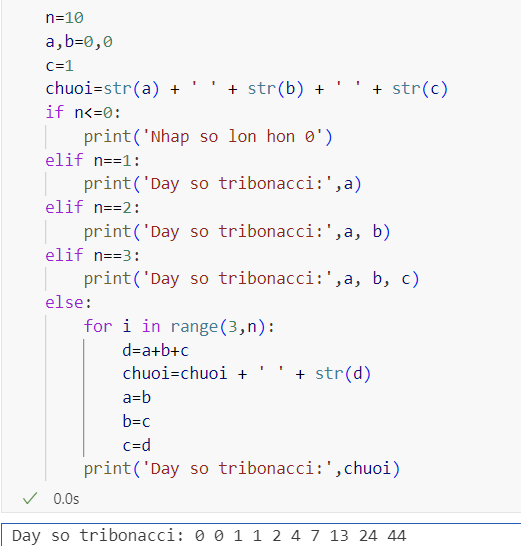 n=10
a,b=0,0
c=1
chuoi=str(a) + ' ' + str(b) + ' ' + str(c)
if n<=0:
    print('Nhap so lon hon 0')
elif n==1:
    print('Day so tribonacci:',a)
elif n==2:
    print('Day so tribonacci:',a, b)
elif n==3:
    print('Day so tribonacci:',a, b, c)
else:
    for i in range(3,n):
        d=a+b+c
        chuoi=chuoi + ' ' + str(d)
        a=b
        b=c
        c=d
    print('Day so tribonacci:',chuoi)
✓ 0.0s
Day so tribonacci: 0 0 1 1 2 4 7 13 24 44